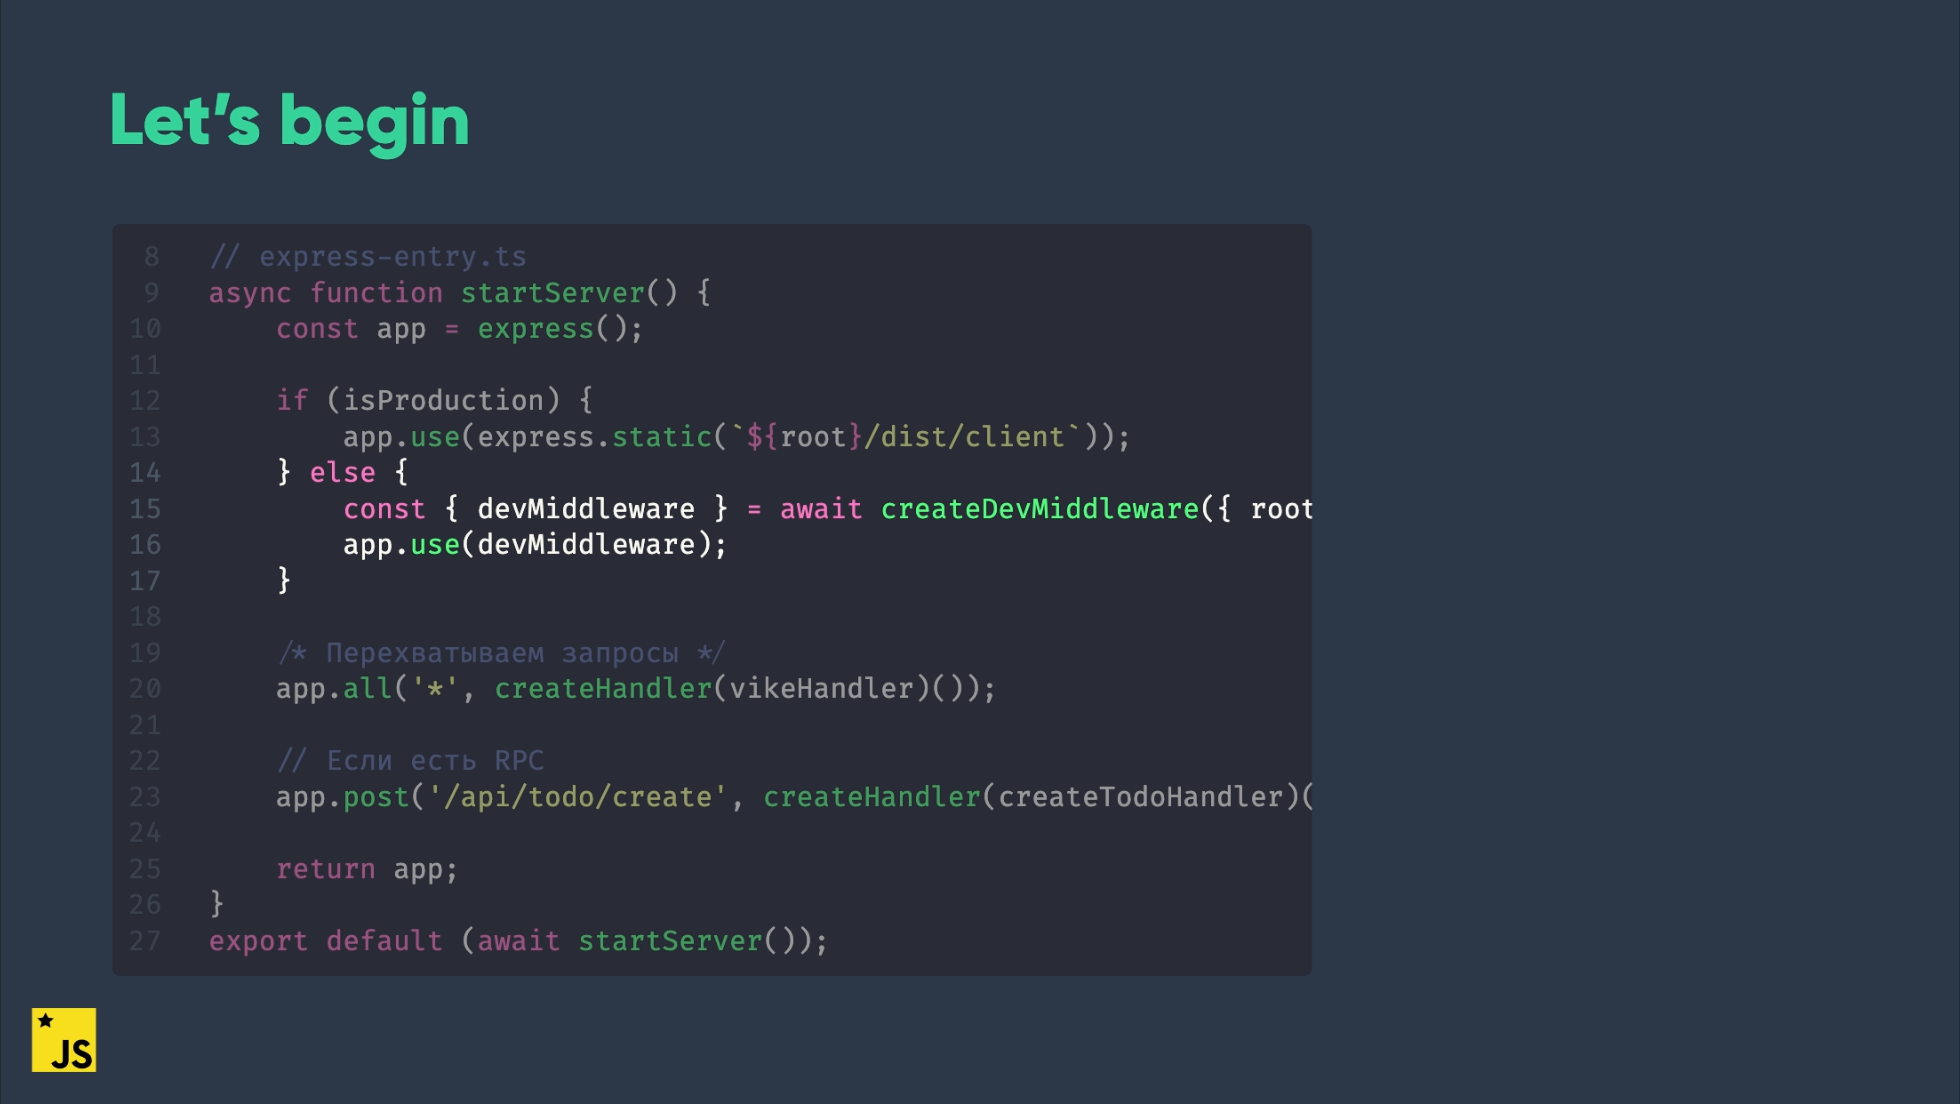 Let’s begin
8 // express-entry.ts
9 async function startServer() {
10 const app = express();
11
12 if (isProduction) {
13 app.use(express.static(`${root}/dist/client`));
14 } else {
15 const { devMiddleware } = await createDevMiddleware({ root
16 app.use(devMiddleware);
17 }
18
19 /* Перехватываем запросы */
20 app.all('*', createHandler(vikeHandler)());
21
22 // Если есть RPC
23 app.post('/api/todo/create', createHandler(createTodoHandler)(
24
25 return app;
26 }
27 export default (await startServer());
JS